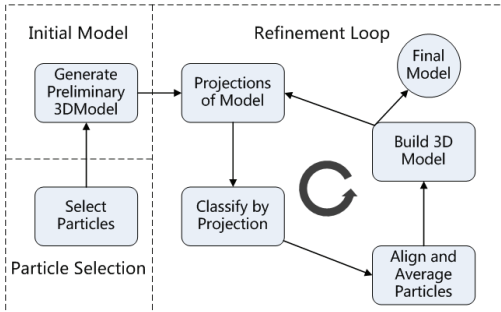 Initial Model
Generate
Preliminary
3DModel
Select
Particles
Particle Selection
Refinement Loop
Projections
of Model
Classify by
Projection
Align and
Average
Particles
Build 3D
Model
Final
Model